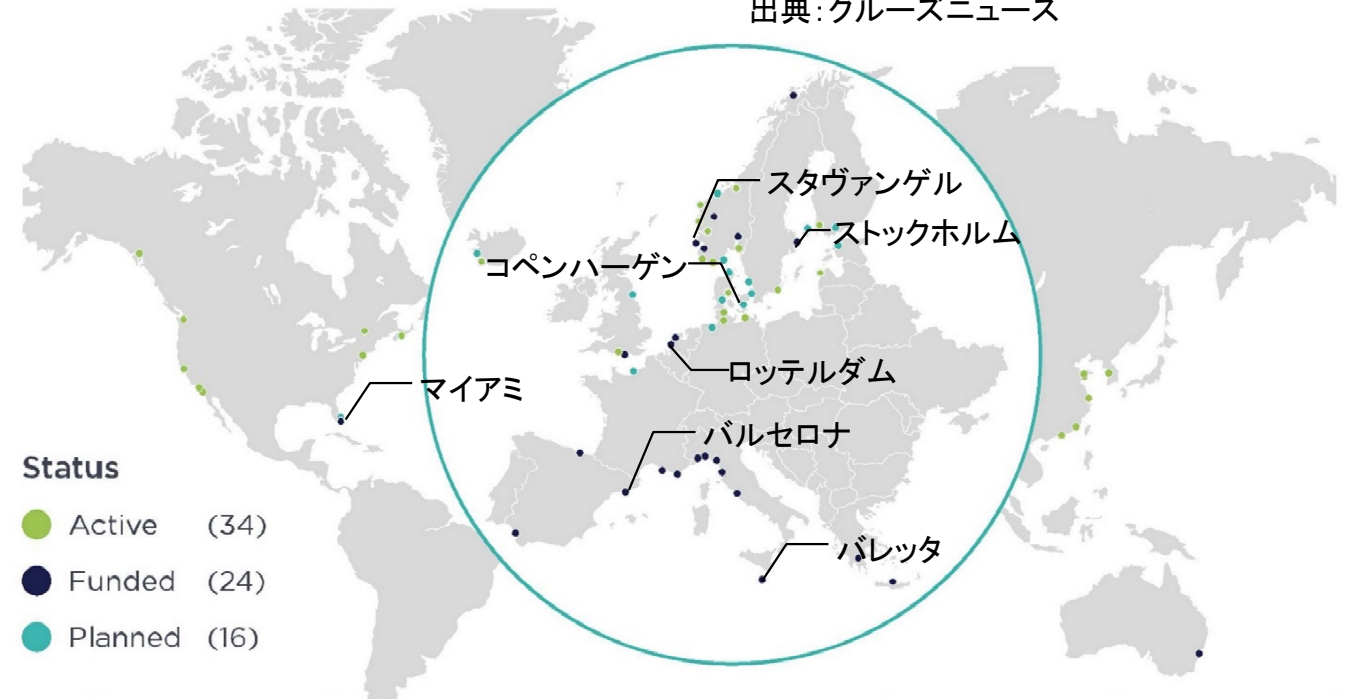 出典：クルーズニュース
スタヴァンゲル
ストックホルム
コペンハーゲン
ロッテルダム
マイアミ
バルセロナ
バレッタ
Status
Active (34)
Funded (24)
Planned (16)